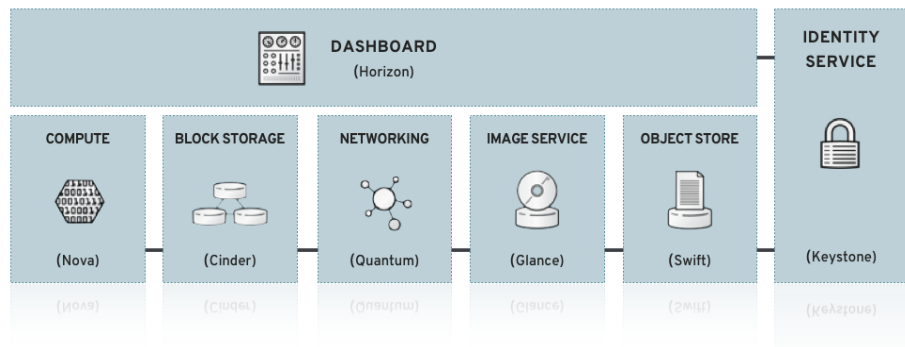 DASHBOARD
(Horizon)
IDENTITY
SERVICE
(Keystone)
COMPUTE
(Nova)
BLOCK STORAGE
(Cinder)
NETWORKING
(Quantum)
IMAGE SERVICE
(Glance)
OBJECT STORE
(Swift)